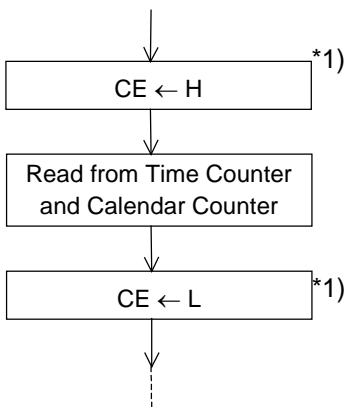 *1)
CE ← H
Read from Time Counter
and Calendar Counter
*1)
CE ← L